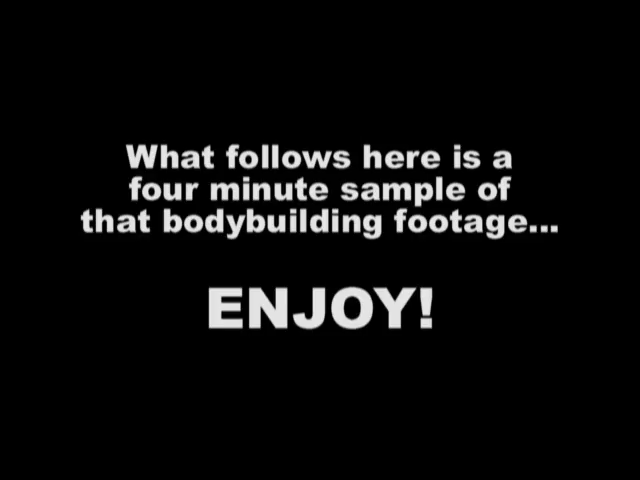 What follows here is a
four minute sample of
that bodybuilding footage...
ENJOY!